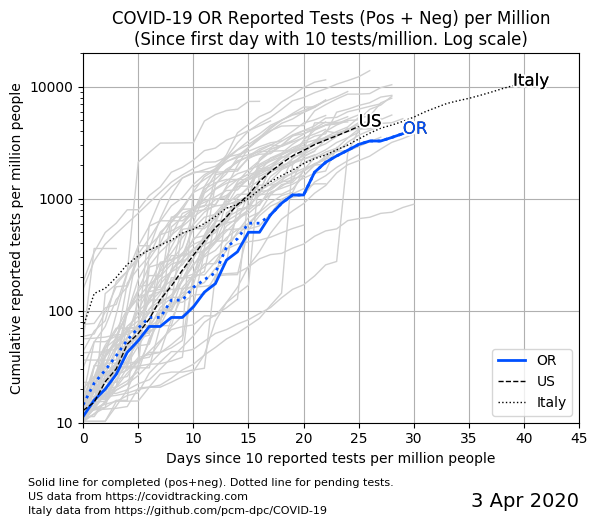 COVID-19 OR Reported Tests (Pos + Neg) per Million
(Since first day with 10 tests/million. Log scale)
Cumulative reported tests per million people
10000
1000
100
10
Italy
US
OR
OR
US
Italy
0 5 10 15 20 25 30 35 40 45
Days since 10 reported tests per million people
Solid line for completed (pos+neg). Dotted line for pending tests.
US data from https://covidtracking.com
Italy data from https://github.com/pcm-dpc/COVID-19
3 Apr 2020